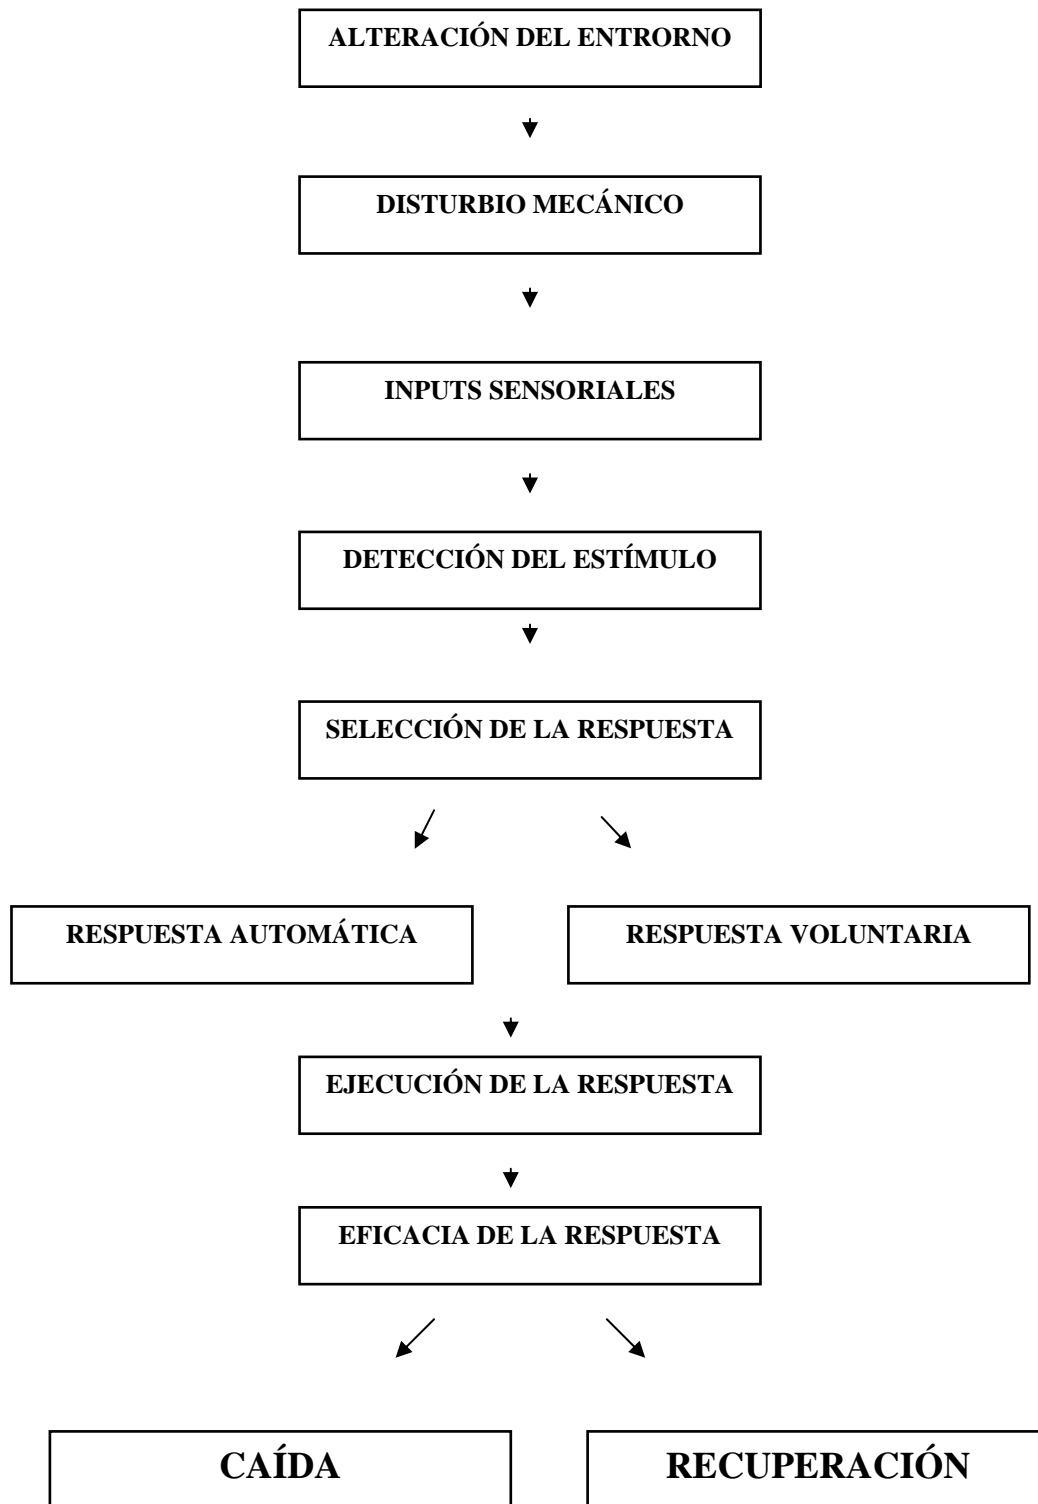 ALTERACIÓN DEL ENTRORNO
DISTURBIO MECÁNICO
INPUTS SENSORIALES
DETECCIÓN DEL ESTÍMULO
SELECCIÓN DE LA RESPUESTA
RESPUESTA AUTOMÁTICA
RESPUESTA VOLUNTARIA
EJECUCIÓN DE LA RESPUESTA
EFICACIA DE LA RESPUESTA
CAÍDA
RECUPERACIÓN